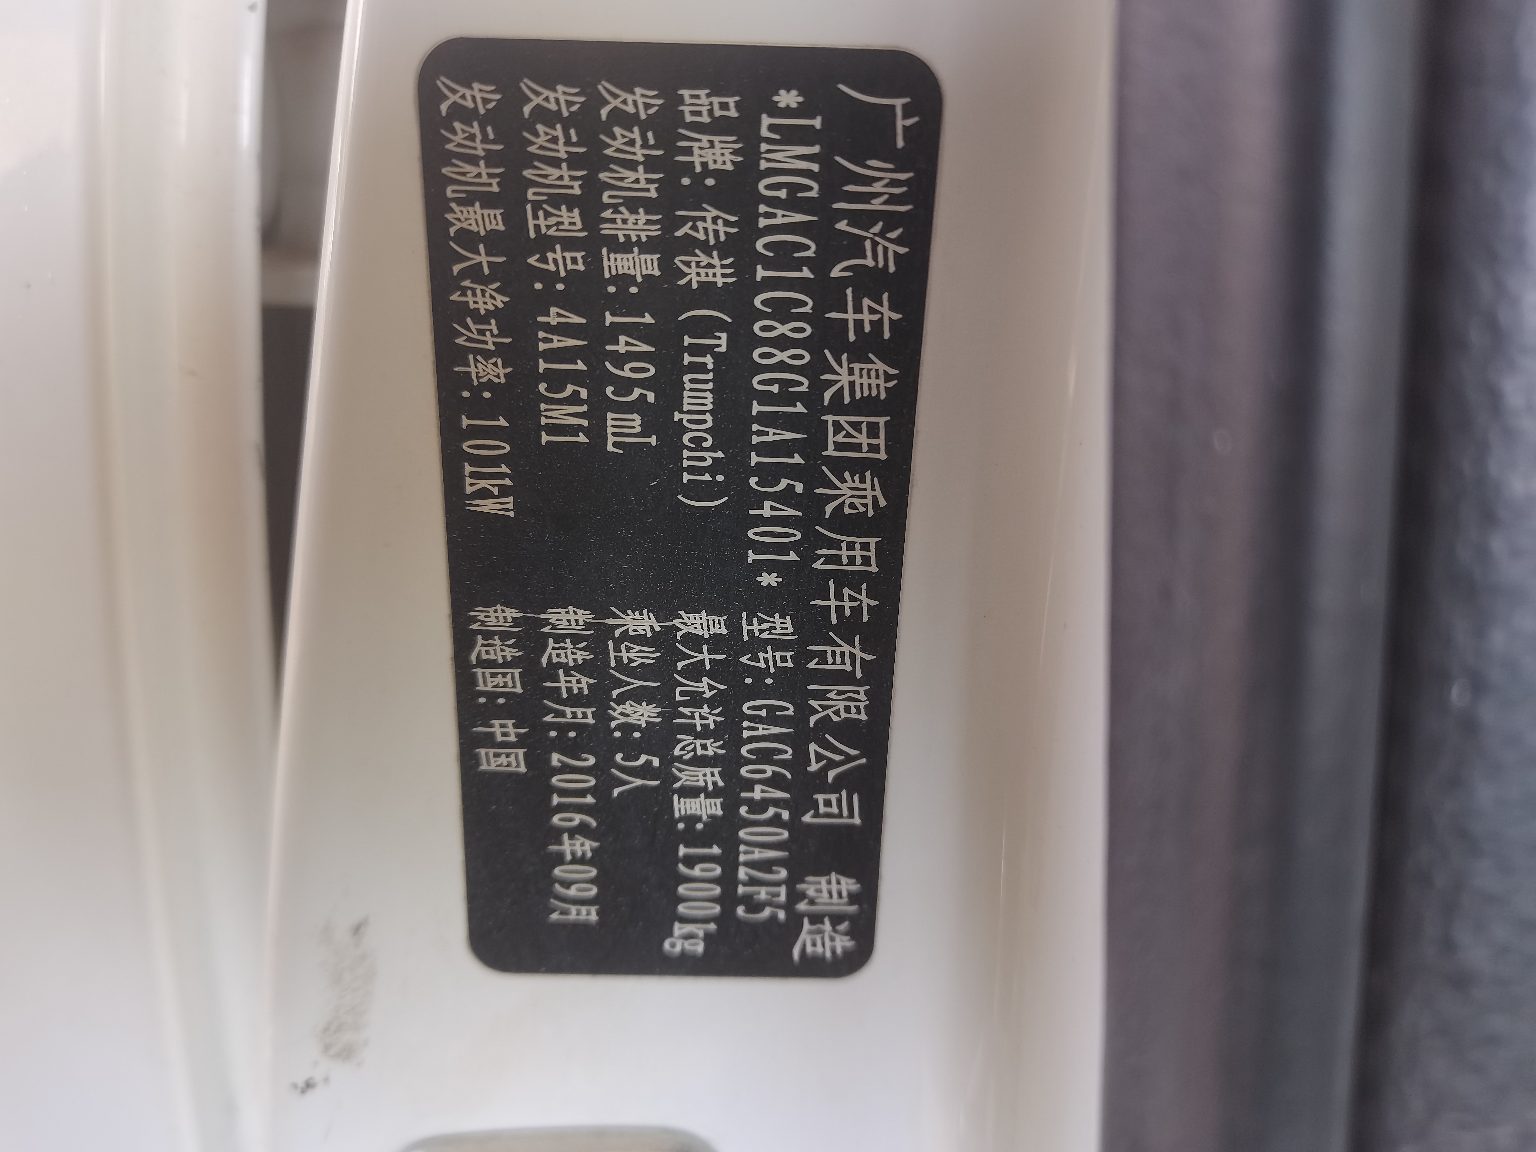 广州汽车集团乘用车有限公司 制造
*LMGAC1C88G1A15401* 型号:GAC6450A2F5
品牌:传祺(Trumpchi) 最大允许总质量:1900kg
发动机排量:1495mL 乘坐人数:5人
发动机型号:4A15M1 制造年月:2016年09月
发动机最大净功率:101kW 制造国:中国